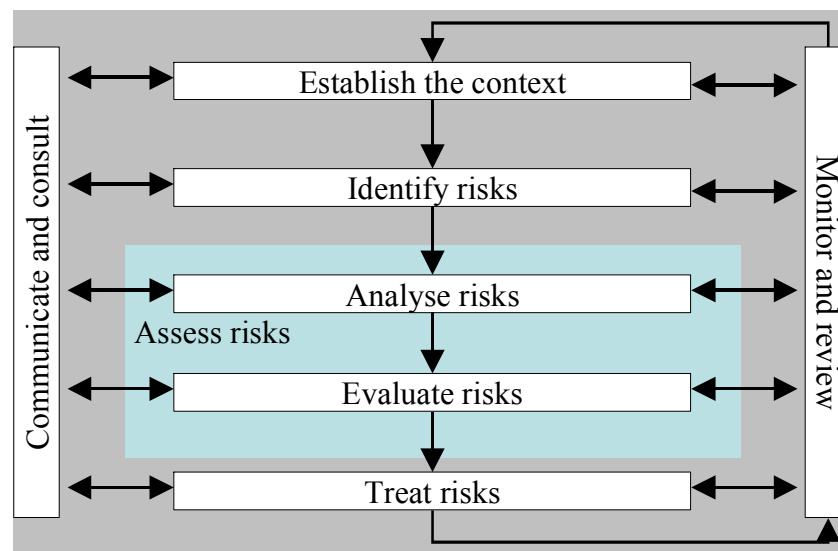 Establish the context
Communicate and consult
Monitor and review
Identify risks
Analyse risks
Assess risks
Evaluate risks
Treat risks